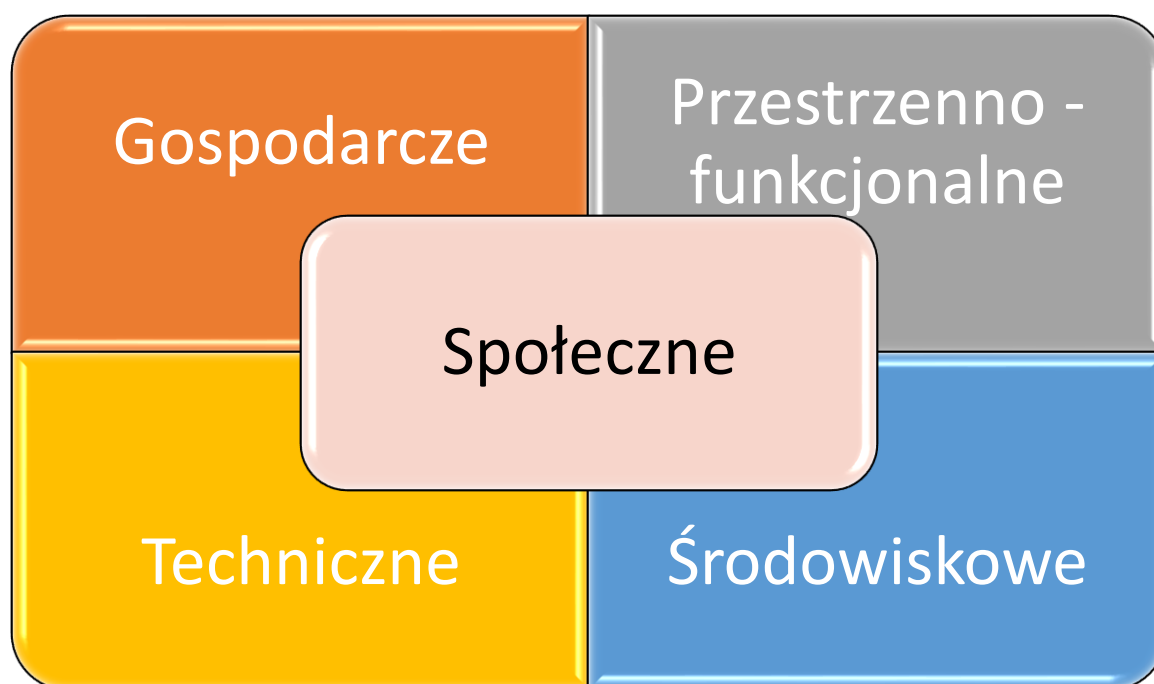 Gospodarcze
Przestrzenno -
funkcjonalne
Społeczne
Techniczne
Środowiskowe